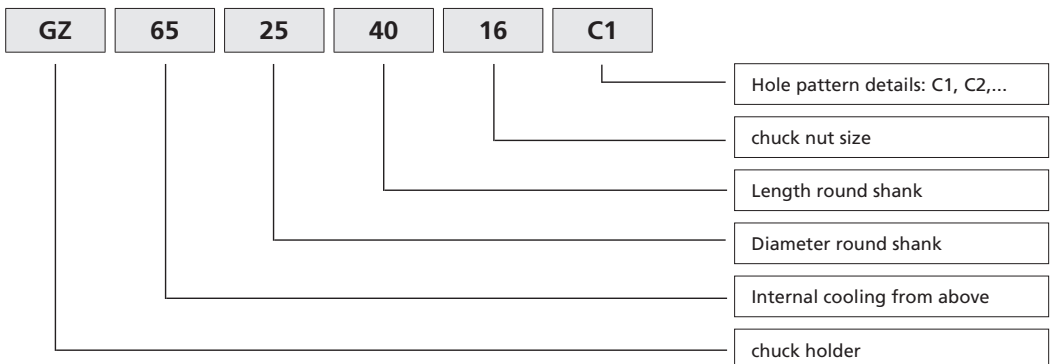 GZ 65 25 40 16 C1
Hole pattern details: C1, C2,...
chuck nut size
Length round shank
Diameter round shank
Internal cooling from above
chuck holder